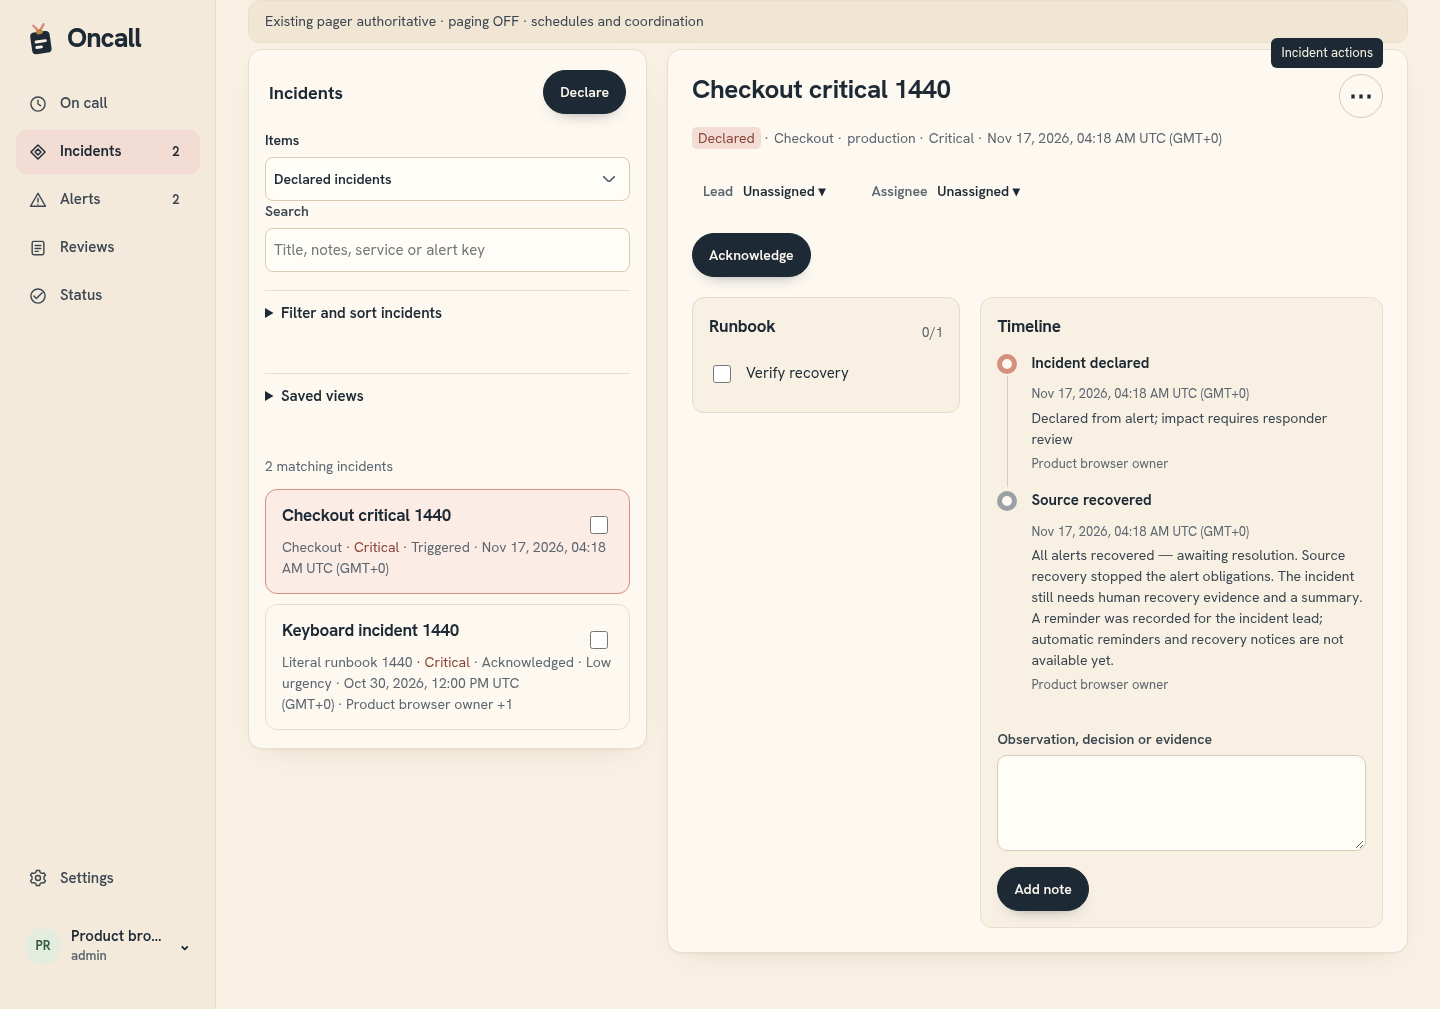 Oncall
On call
Incidents 2
Alerts 2
Reviews
Status
Settings
PR
Product bro...
admin
Existing pager authoritative · paging OFF · schedules and coordination
Incidents
Declare
Items
Declared incidents
Search
Title, notes, service or alert key
Filter and sort incidents
Saved views
2 matching incidents
Checkout critical 1440
Checkout · Critical · Triggered · Nov 17, 2026, 04:18
AM UTC (GMT+0)
Keyboard incident 1440
Literal runbook 1440 · Critical · Acknowledged · Low
urgency · Oct 30, 2026, 12:00 PM UTC
(GMT+0) · Product browser owner +1
Incident actions
Checkout critical 1440
Declared · Checkout · production · Critical · Nov 17, 2026, 04:18 AM UTC (GMT+0)
Lead Unassigned ▾ Assignee Unassigned ▾
Acknowledge
Runbook 0/1
Verify recovery
Timeline
Incident declared
Nov 17, 2026, 04:18 AM UTC (GMT+0)
Declared from alert; impact requires responder
review
Product browser owner
Source recovered
Nov 17, 2026, 04:18 AM UTC (GMT+0)
All alerts recovered — awaiting resolution. Source
recovery stopped the alert obligations. The incident
still needs human recovery evidence and a summary.
A reminder was recorded for the incident lead;
automatic reminders and recovery notices are not
available yet.
Product browser owner
Observation, decision or evidence
Add note